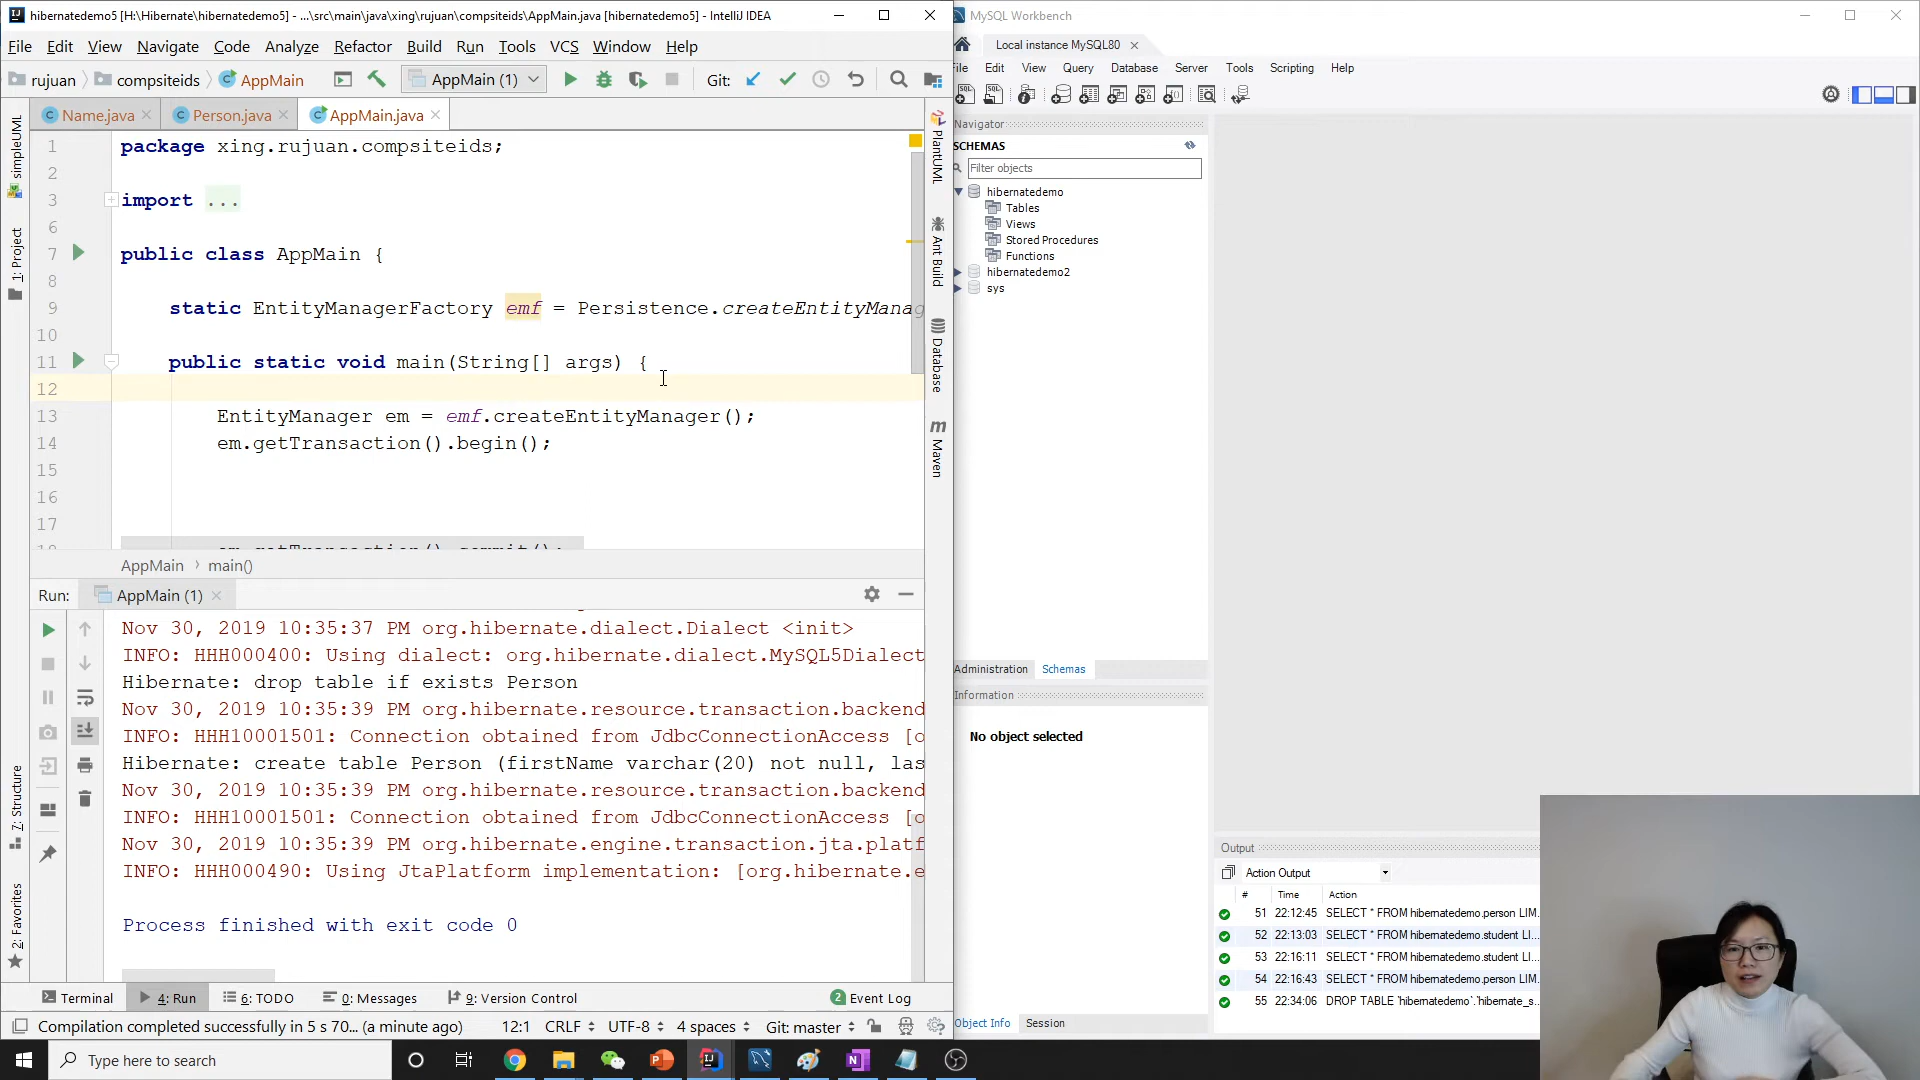 hibernatedemo5 [H:\Hibernate\hibernatedemo5] - ...\src\main\java\xing\rujuan\compsiteids\AppMain.java [hibernatedemo5] - IntelliJ IDEA
File Edit View Navigate Code Analyze Refactor Build Run Tools VCS Window Help
rujuan compsiteids AppMain AppMain (1) Git:
Name.java Person.java AppMain.java
1 package xing.rujuan.compsiteids;
2
3 import ...
6
7 public class AppMain {
8
9 static EntityManagerFactory emf = Persistence.createEntityManag
10
11 public static void main(String[] args) {
12
13 EntityManager em = emf.createEntityManager();
14 em.getTransaction().begin();
15
16
17
18 em.getTransaction().commit();
AppMain › main()
simpleUML
1: Project
7: Structure
2: Favorites
PlantUML
Ant Build
Database
Maven
Run: AppMain (1)
Nov 30, 2019 10:35:37 PM org.hibernate.dialect.Dialect <init>
INFO: HHH000400: Using dialect: org.hibernate.dialect.MySQL5Dialect
Hibernate: drop table if exists Person
Nov 30, 2019 10:35:39 PM org.hibernate.resource.transaction.backend
INFO: HHH10001501: Connection obtained from JdbcConnectionAccess [o
Hibernate: create table Person (firstName varchar(20) not null, las
Nov 30, 2019 10:35:39 PM org.hibernate.resource.transaction.backend
INFO: HHH10001501: Connection obtained from JdbcConnectionAccess [o
Nov 30, 2019 10:35:39 PM org.hibernate.engine.transaction.jta.platf
INFO: HHH000490: Using JtaPlatform implementation: [org.hibernate.e
Process finished with exit code 0
Terminal 4: Run 6: TODO 0: Messages 9: Version Control 2 Event Log
Compilation completed successfully in 5 s 70... (a minute ago) 12:1 CRLF UTF-8 4 spaces Git: master
MySQL Workbench
Local instance MySQL80
File Edit View Query Database Server Tools Scripting Help
Navigator
SCHEMAS
Filter objects
hibernatedemo
Tables
Views
Stored Procedures
Functions
hibernatedemo2
sys
Administration Schemas
Information
No object selected
Object Info Session
Output
Action Output
# Time Action
51 22:12:45 SELECT * FROM hibernatedemo.person LIM...
52 22:13:03 SELECT * FROM hibernatedemo.student LI...
53 22:16:11 SELECT * FROM hibernatedemo.student LI...
54 22:16:43 SELECT * FROM hibernatedemo.person LIM...
55 22:34:06 DROP TABLE `hibernatedemo`.`hibernate_s...
Type here to search